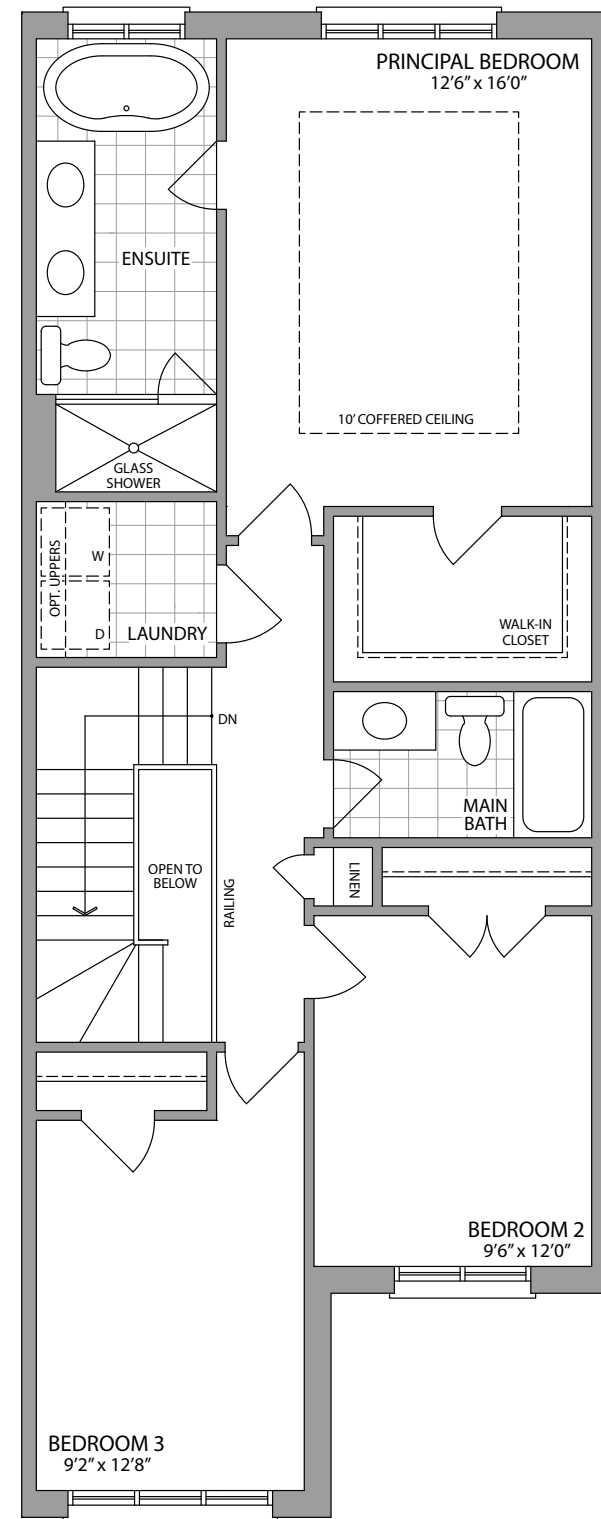 PRINCIPAL BEDROOM
12’6” x 16’0”
ENSUITE
10’ COFFERED CEILING
GLASS
SHOWER
OPT. UPPERS
W
D
LAUNDRY
WALK-IN
CLOSET
DN
MAIN
BATH
OPEN TO
BELOW
RAILING
LINEN
BEDROOM 2
9’6” x 12’0”
BEDROOM 3
9’2” x 12’8”